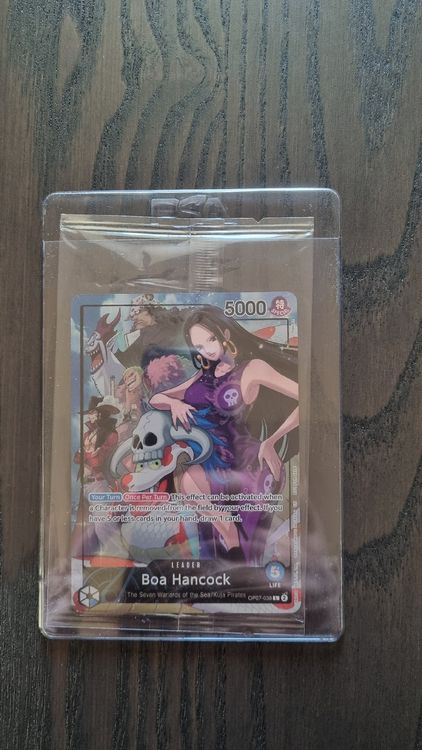 5000
特
Your Turn Once Per Turn This effect can be activated when
a Character is removed from the field by your effect. If you
have 5 or less cards in your hand, draw 1 card.
5
LIFE
LEADER
Boa Hancock
The Seven Warlords of the Sea/Kuja Pirates OP07-038 L 2